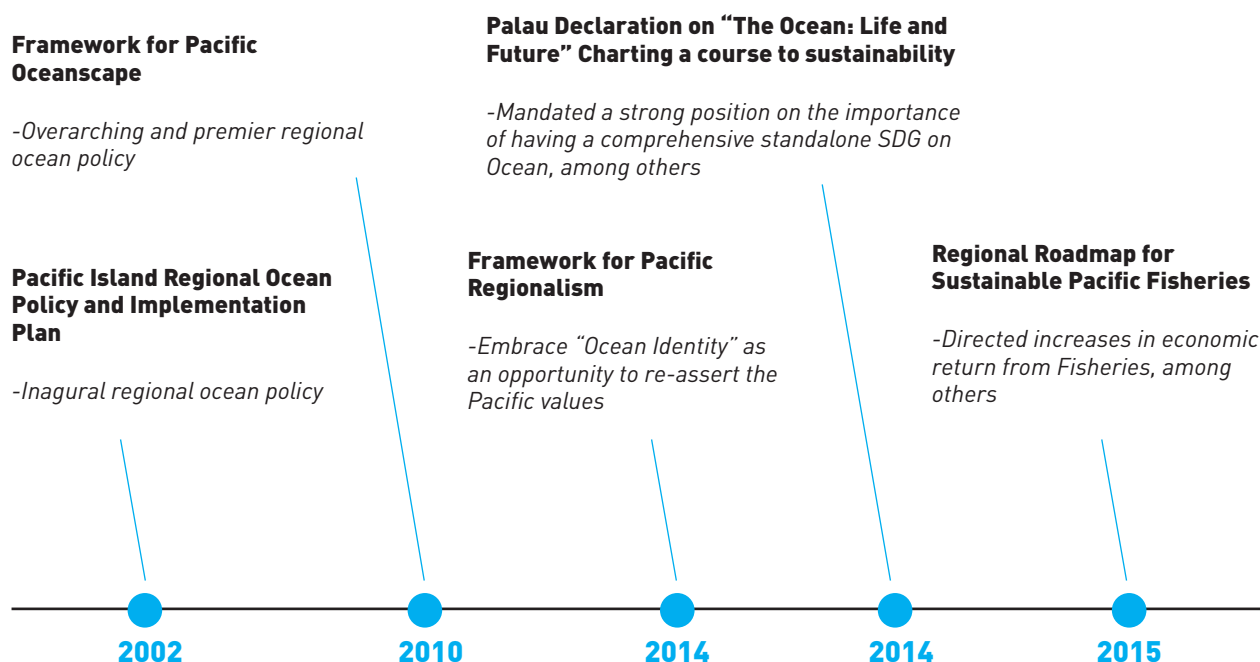 Framework for Pacific
Oceanscape
-Overarching and premier regional
ocean policy
Palau Declaration on “The Ocean: Life and
Future” Charting a course to sustainability
-Mandated a strong position on the importance
of having a comprehensive standalone SDG on
Ocean, among others
Pacific Island Regional Ocean
Policy and Implementation
Plan
-Inagural regional ocean policy
Framework for Pacific
Regionalism
-Embrace “Ocean Identity” as
an opportunity to re-assert the
Pacific values
Regional Roadmap for
Sustainable Pacific Fisheries
-Directed increases in economic
return from Fisheries, among
others
2002
2010
2014
2014
2015